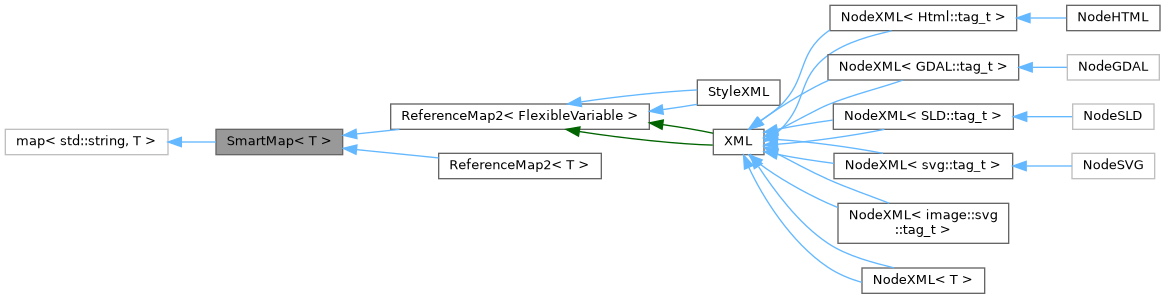 map< std::string, T >
SmartMap< T >
ReferenceMap2< FlexibleVariable >
ReferenceMap2< T >
StyleXML
XML
NodeXML< Html::tag_t >
NodeXML< GDAL::tag_t >
NodeXML< SLD::tag_t >
NodeXML< svg::tag_t >
NodeXML< image::svg
::tag_t >
NodeXML< T >
NodeHTML
NodeGDAL
NodeSLD
NodeSVG